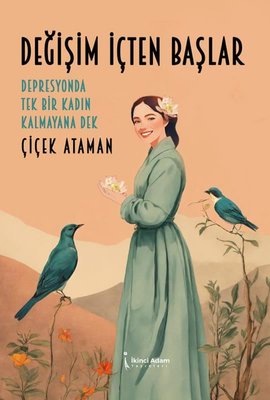 DEĞİŞİM İÇTEN BAŞLAR
DEPRESYONDA
TEK BİR KADIN
KALMAYANA DEK
ÇİÇEK ATAMAN
İkinci Adam
Yayınları